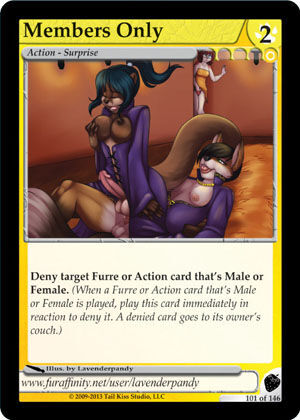 Members Only
2
Action - Surprise
Deny target Furre or Action card that's Male or
Female. (When a Furre or Action card that's Male
or Female is played, play this card immediately in
reaction to deny it. A denied card goes to its owner's
couch.)
Illus. by Lavenderpandy
www.furaffinity.net/user/lavenderpandy
© 2009-2013 Tail Kiss Studio, LLC
101 of 146